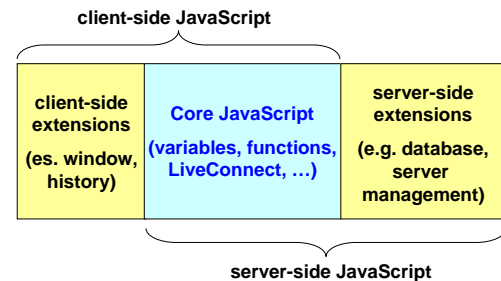 client-side JavaScript
client-side
extensions
(es. window,
history)
Core JavaScript
(variables, functions,
LiveConnect, …)
server-side
extensions
(e.g. database,
server
management)
server-side JavaScript